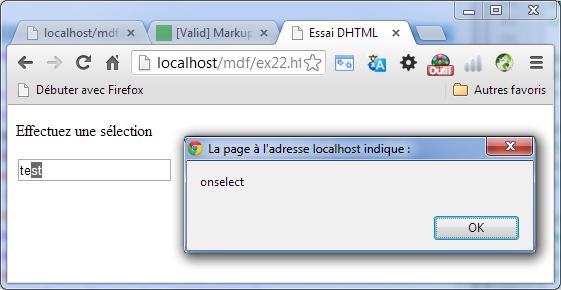 localhost/mdf
[Valid] Markup
Essai DHTML
localhost/mdf/ex22.ht
Outil
Débuter avec Firefox
Autres favoris
Effectuez une sélection
test
La page à l'adresse localhost indique :
onselect
OK